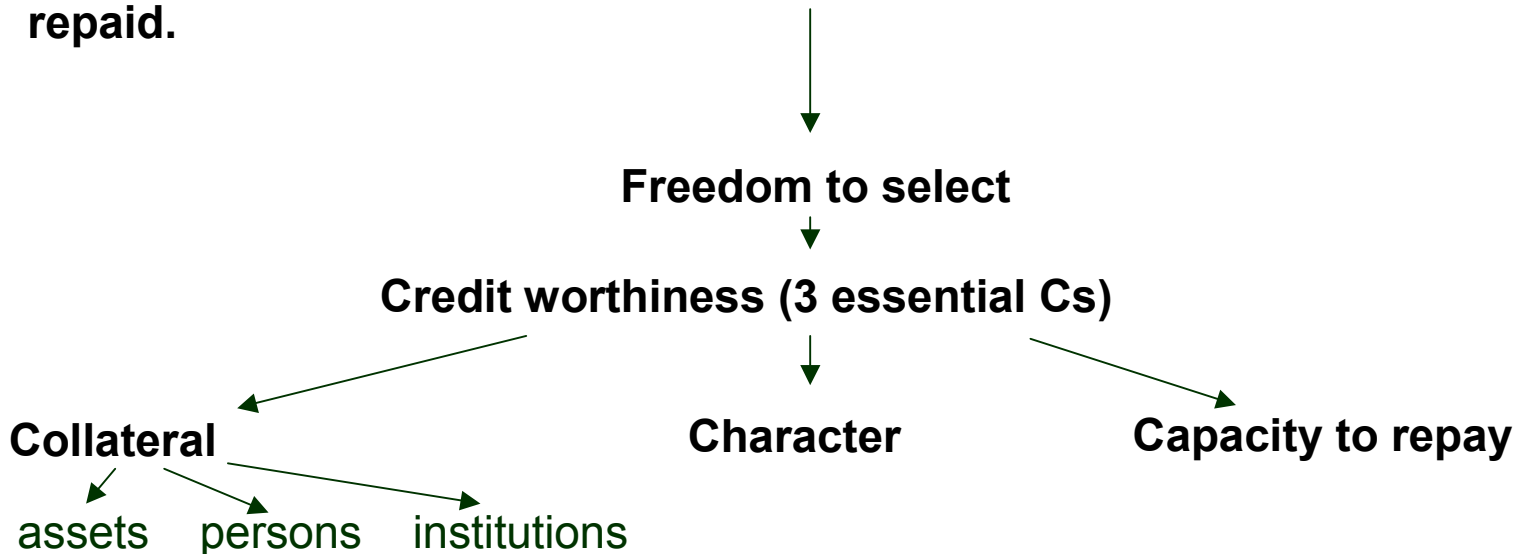 repaid.
Freedom to select
Credit worthiness (3 essential Cs)
Collateral Character Capacity to repay
assets persons institutions